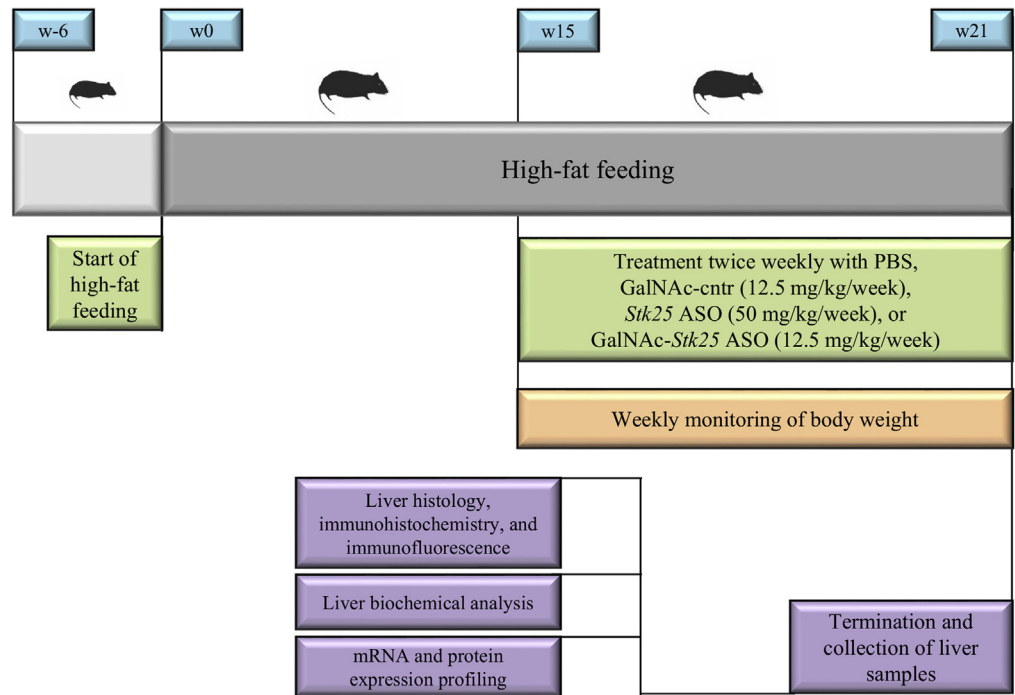 w-6
w0
w15
w21
High-fat feeding
Start of
high-fat
feeding
Treatment twice weekly with PBS,
GalNAc-cntr (12.5 mg/kg/week),
Stk25 ASO (50 mg/kg/week), or
GalNAc-Stk25 ASO (12.5 mg/kg/week)
Weekly monitoring of body weight
Liver histology,
immunohistochemistry, and
immunofluorescence
Liver biochemical analysis
mRNA and protein
expression profiling
Termination and
collection of liver
samples